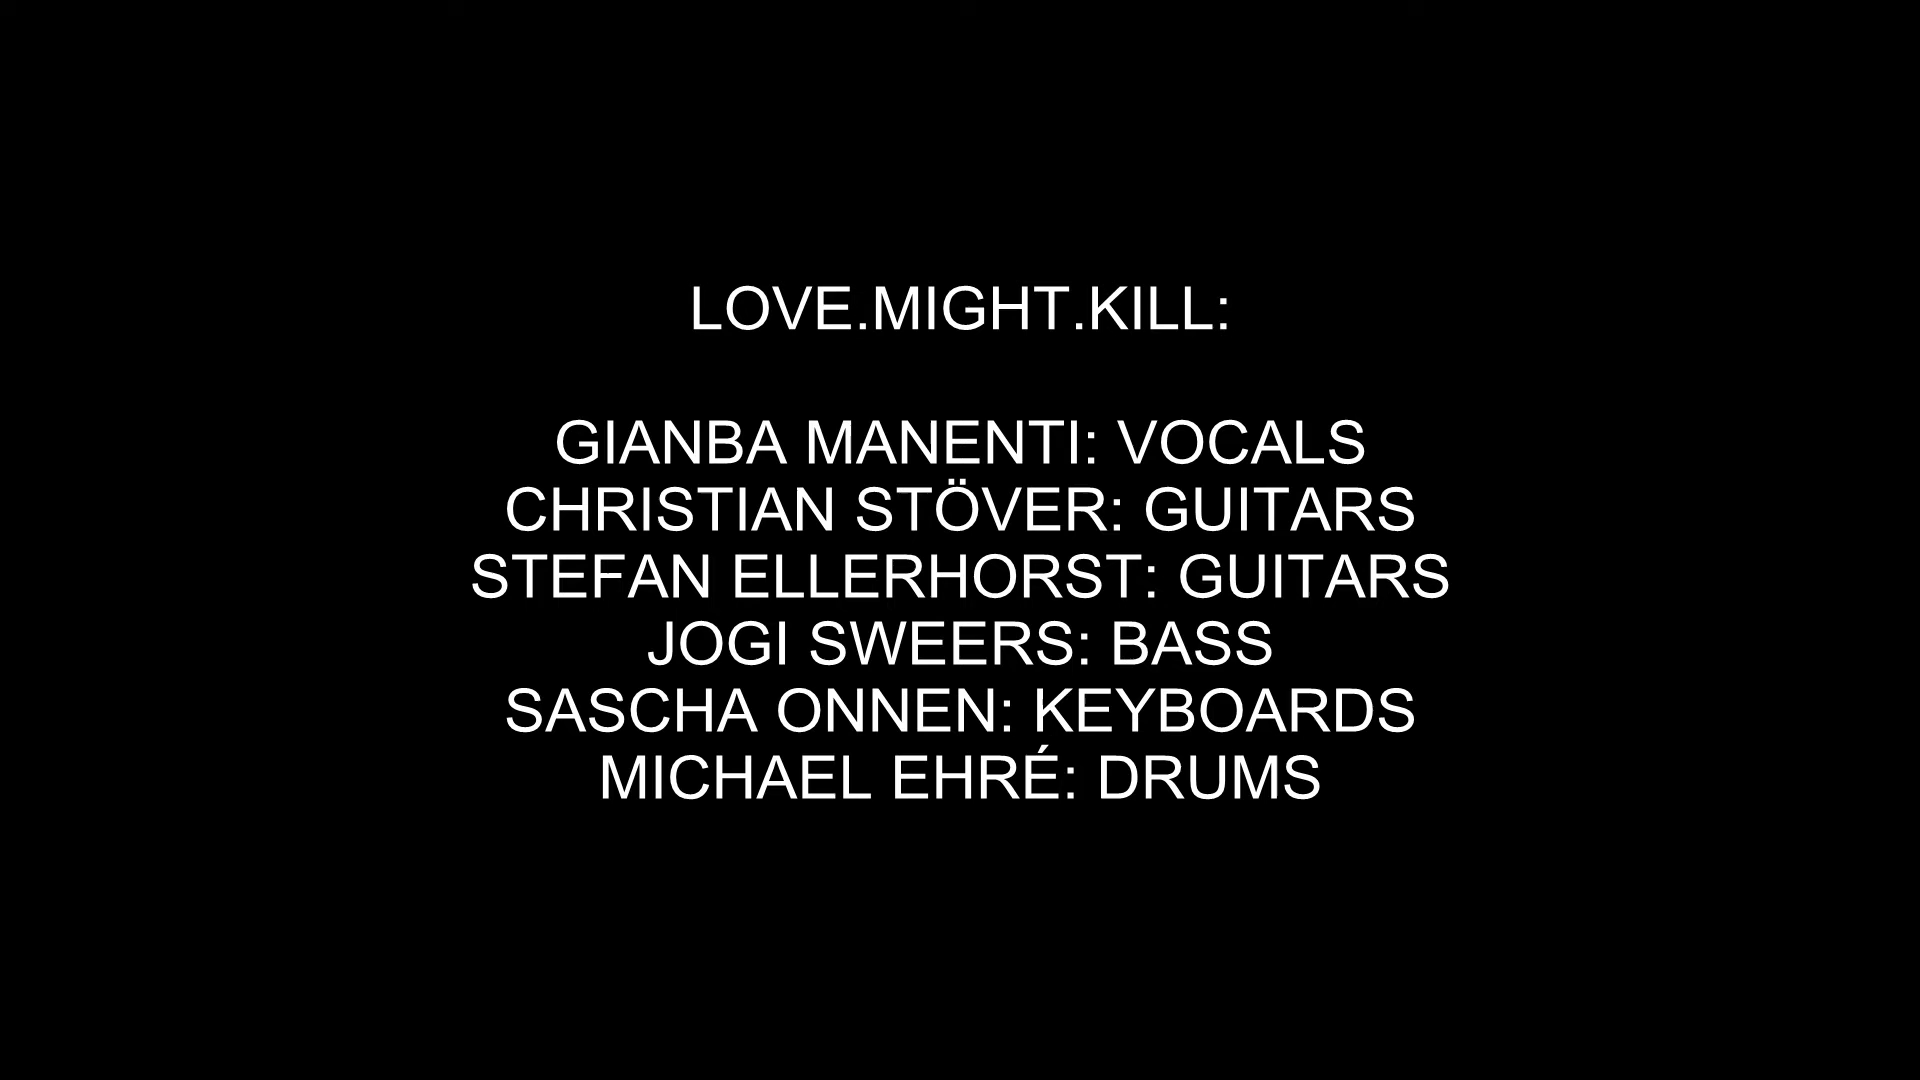 LOVE.MIGHT.KILL:
GIANBA MANENTI: VOCALS
CHRISTIAN STÖVER: GUITARS
STEFAN ELLERHORST: GUITARS
JOGI SWEERS: BASS
SASCHA ONNEN: KEYBOARDS
MICHAEL EHRÉ: DRUMS